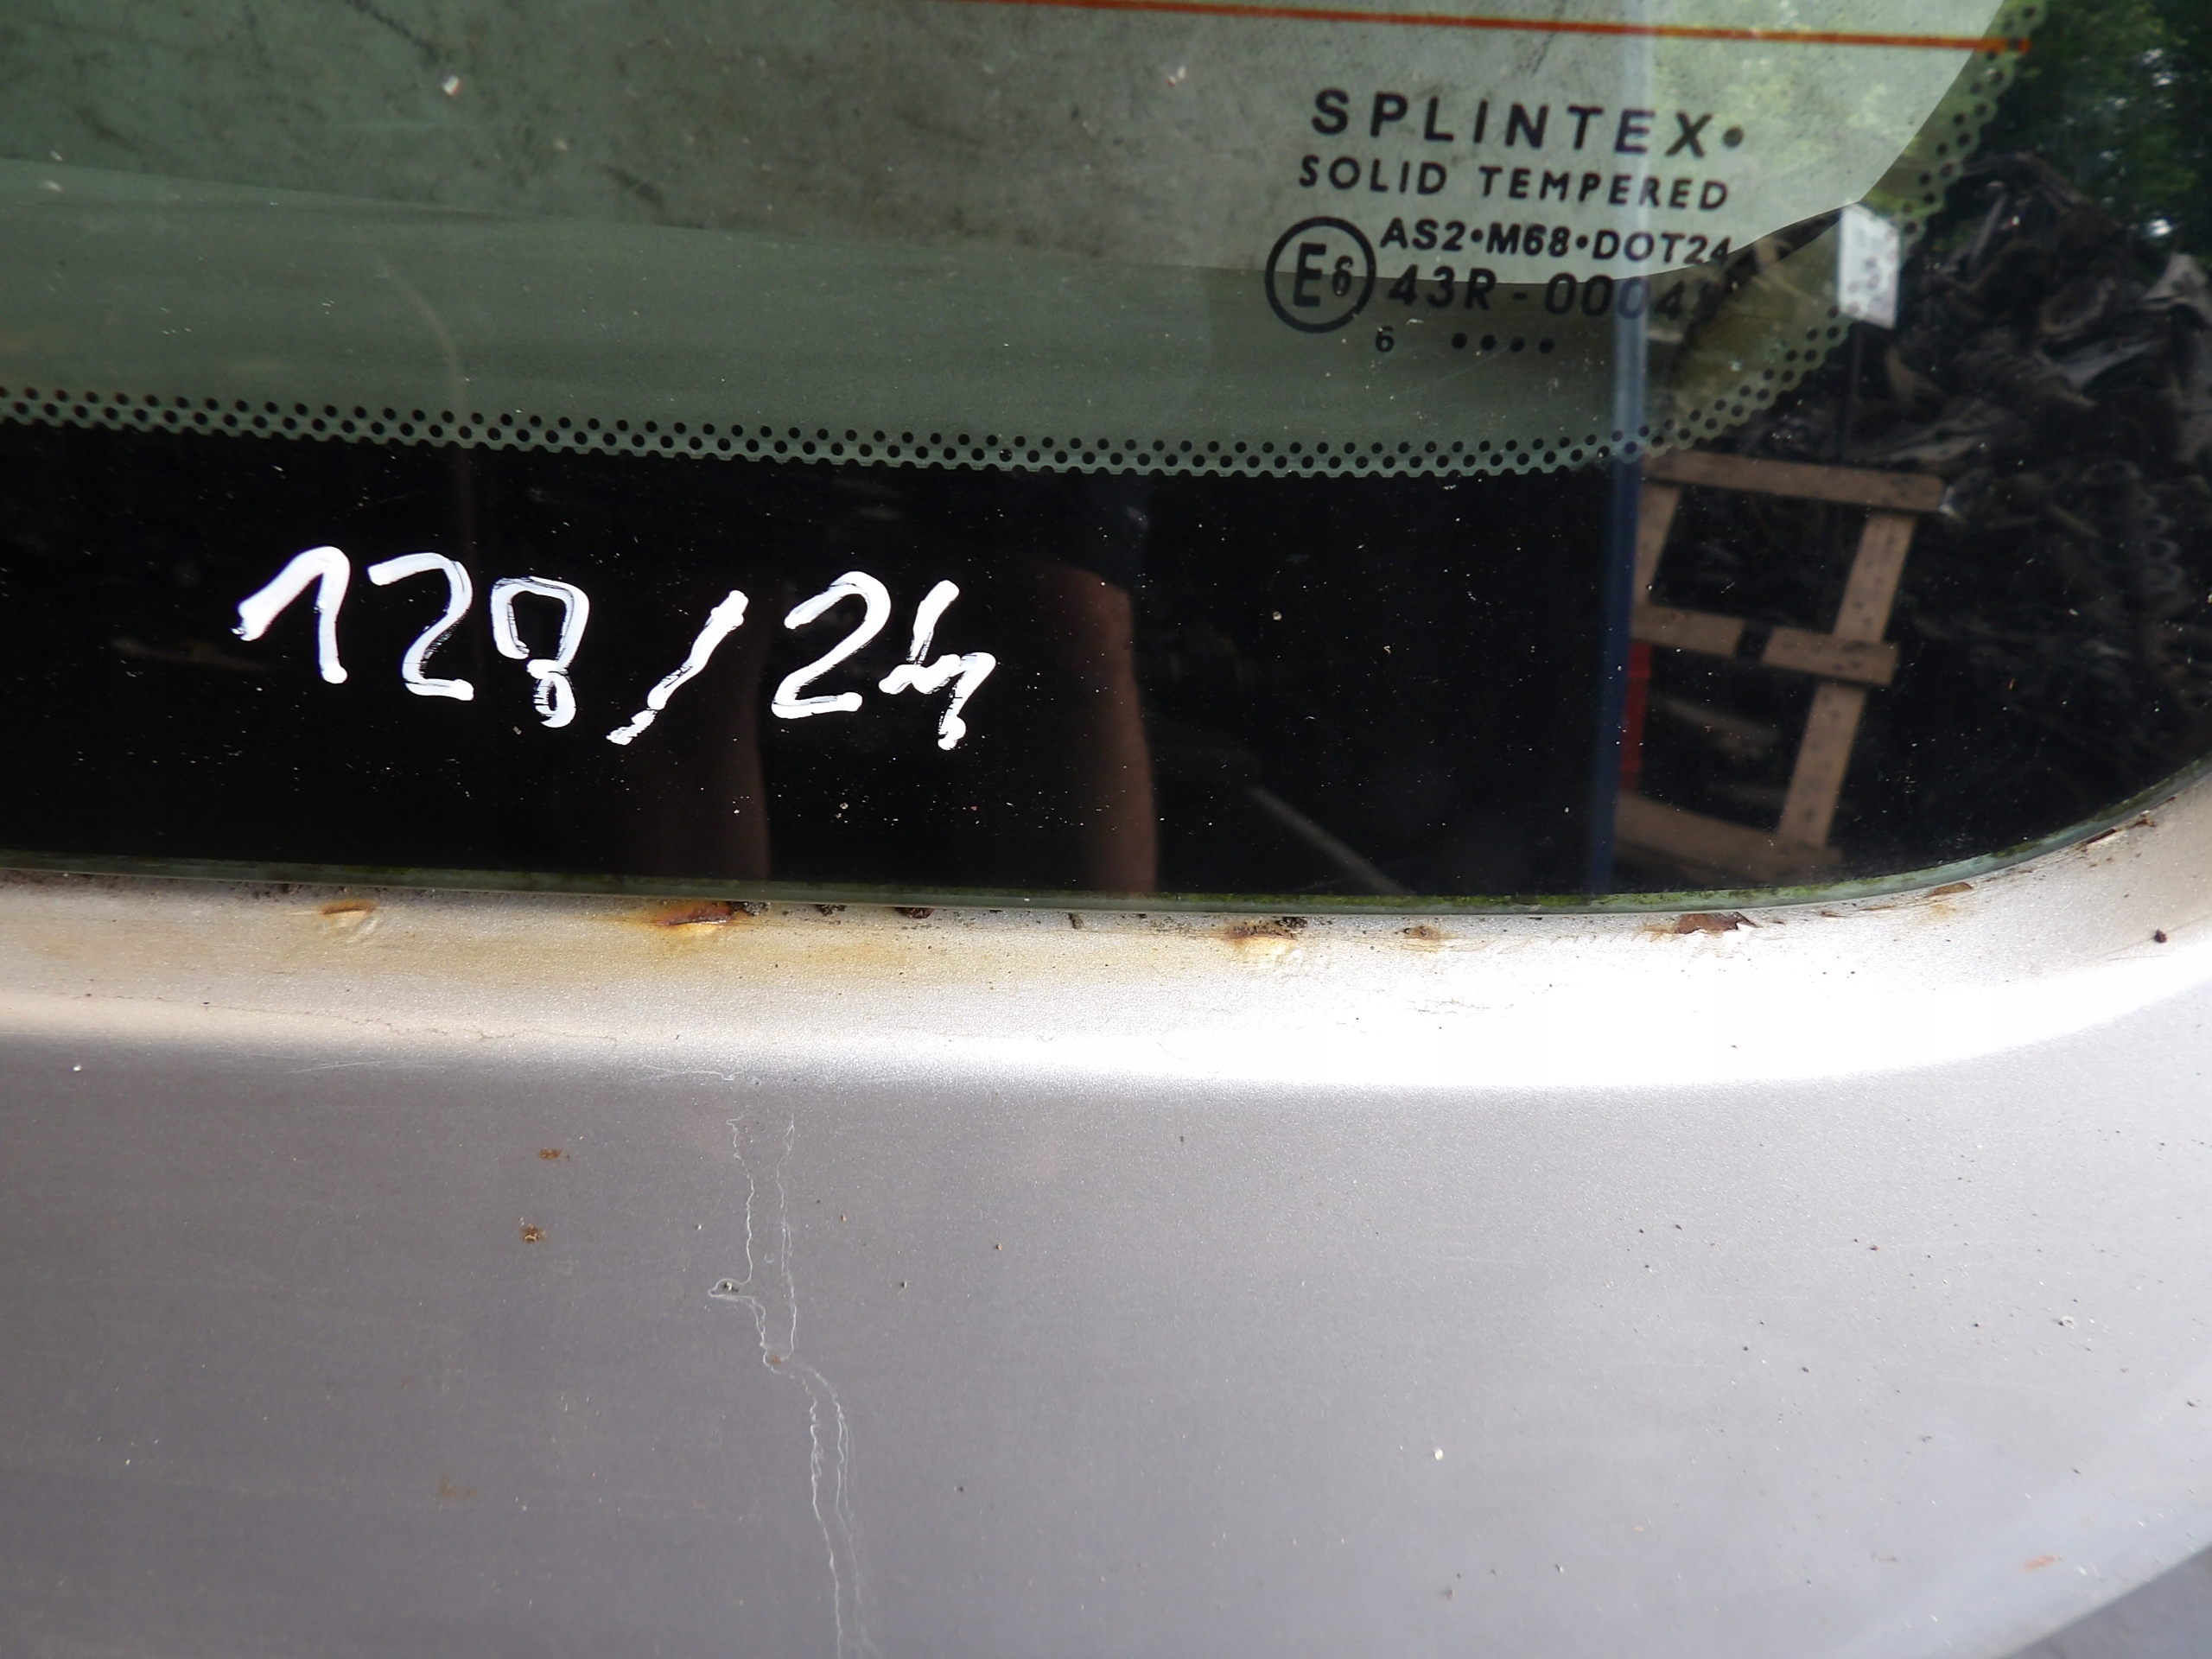 SPLINTEX•
SOLID TEMPERED
AS2•M68•DOT24
E6 43R-0004
6 ••••
128/24